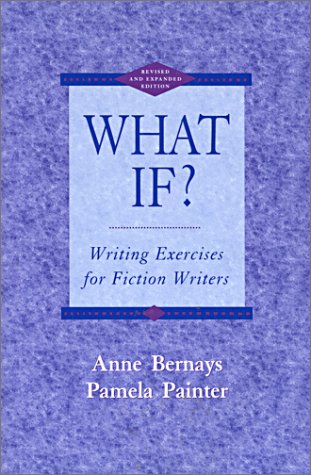 REVISED
AND EXPANDED
EDITION
WHAT
IF?
Writing Exercises
for Fiction Writers
Anne Bernays
Pamela Painter